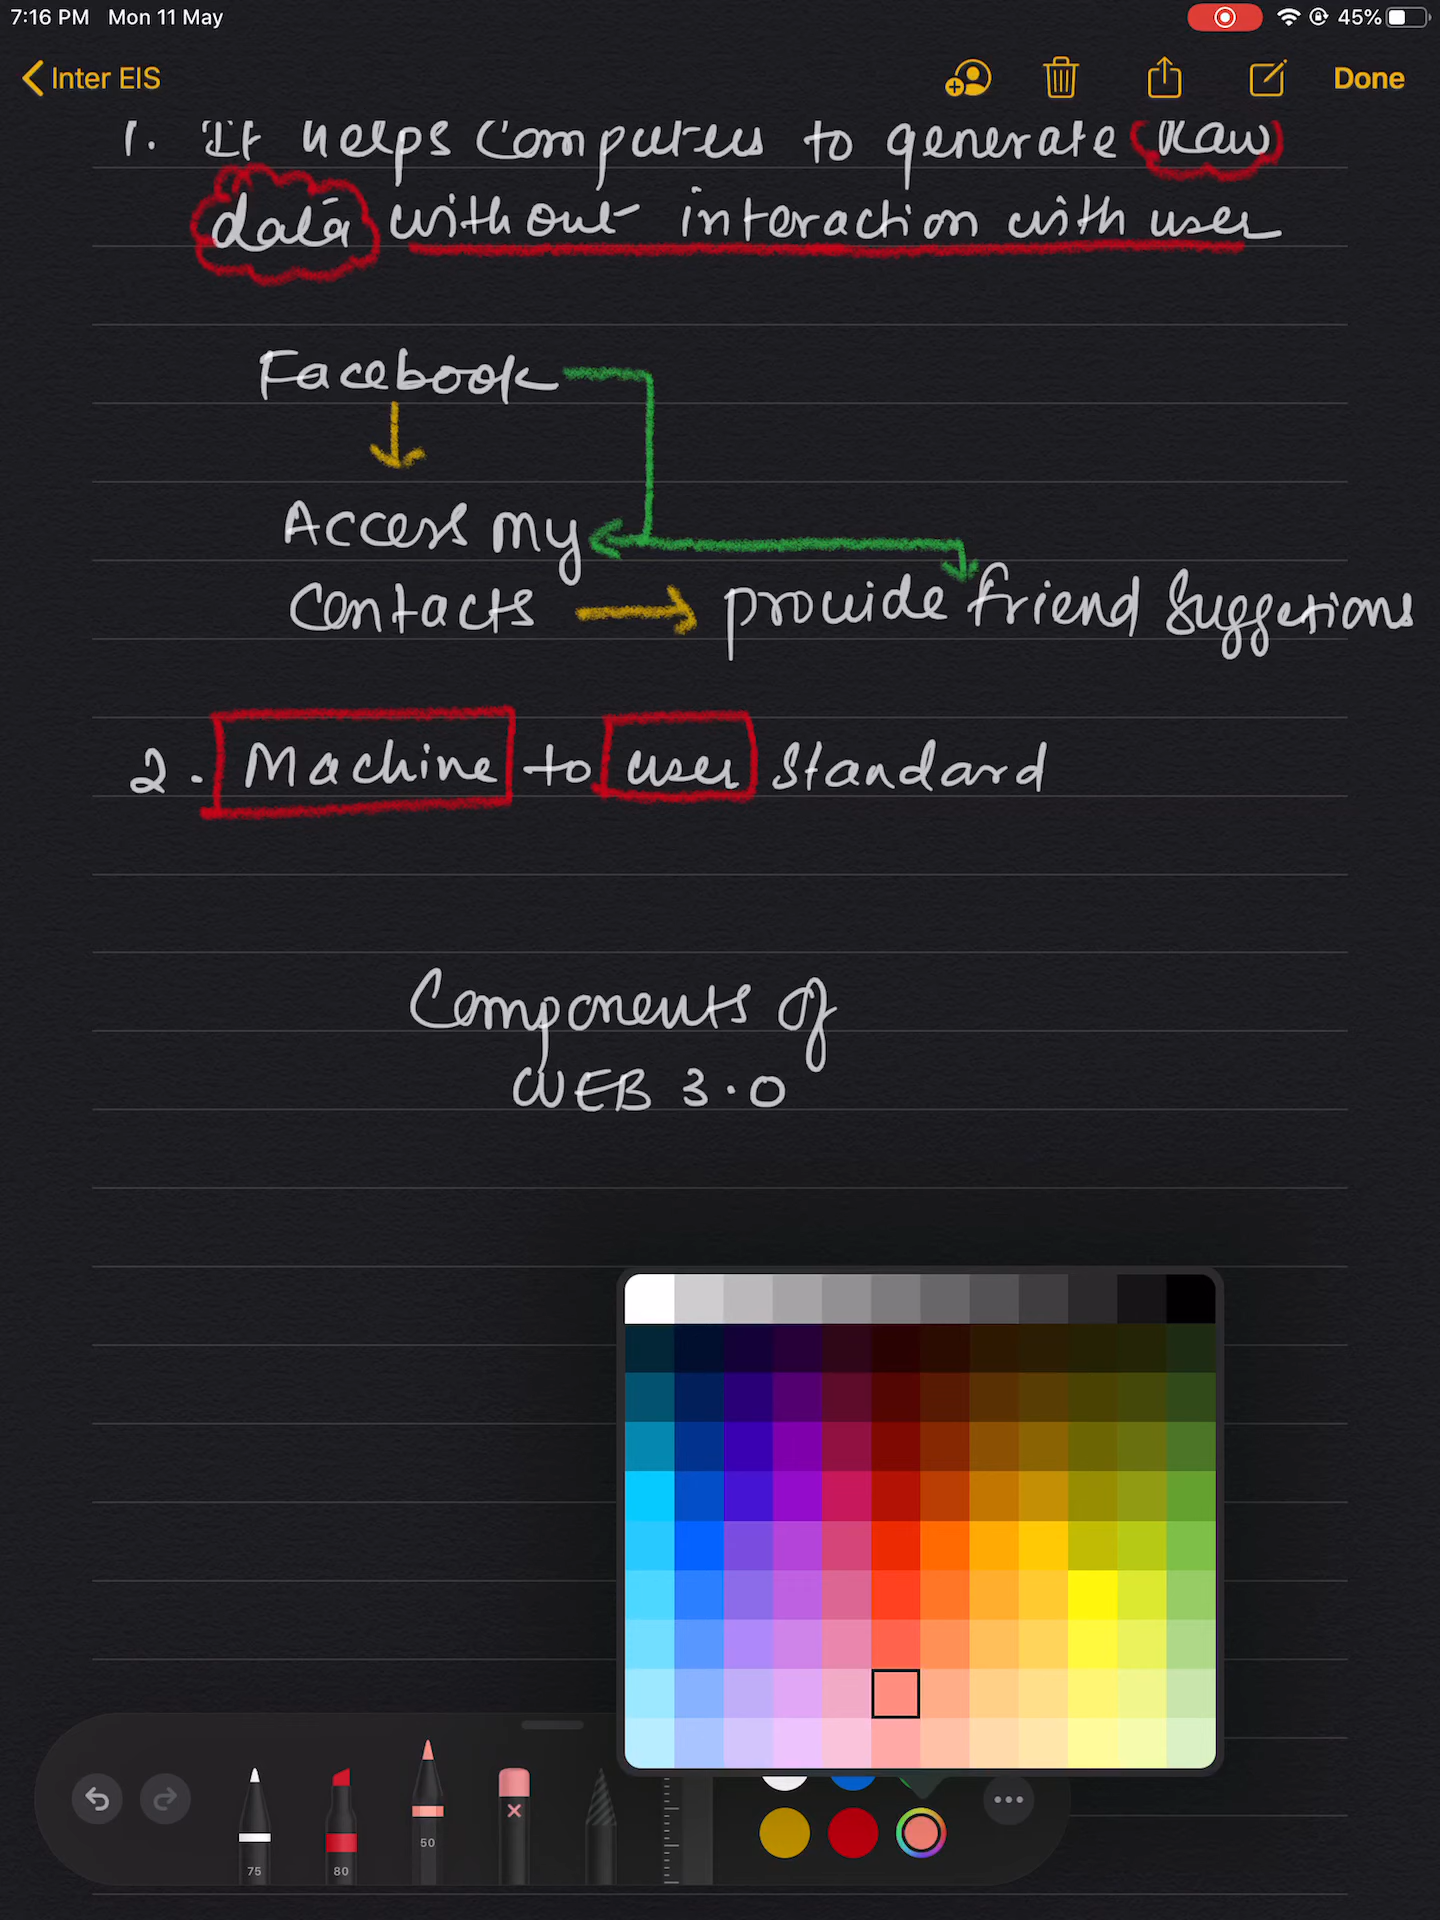 7:16 PM Mon 11 May
45%
Inter EIS
Done
1. It helps Computers to generate Raw
data without interaction with user
Facebook
Access my
Contacts → provide friend Suggestions
2. Machine to user Standard
Components of
WEB 3.0
75
80
50